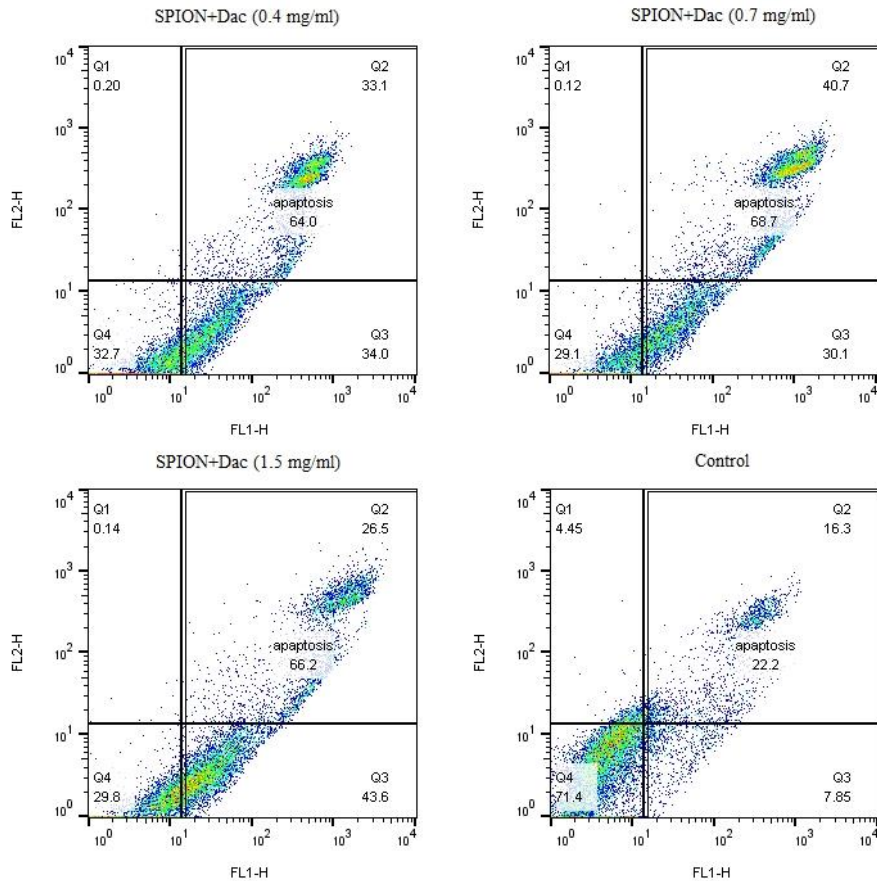 SPION+Dac (0.4 mg/ml)
10^4
10^3
10^2
10^1
10^0
FL2-H
Q1
0.20
Q2
33.1
apaptosis
64.0
Q4
32.7
Q3
34.0
10^0 10^1 10^2 10^3 10^4
FL1-H
SPION+Dac (0.7 mg/ml)
10^4
10^3
10^2
10^1
10^0
FL2-H
Q1
0.12
Q2
40.7
apaptosis
68.7
Q4
29.1
Q3
30.1
10^0 10^1 10^2 10^3 10^4
FL1-H
SPION+Dac (1.5 mg/ml)
10^4
10^3
10^2
10^1
10^0
FL2-H
Q1
0.14
Q2
26.5
apaptosis
66.2
Q4
29.8
Q3
43.6
10^0 10^1 10^2 10^3 10^4
FL1-H
Control
10^4
10^3
10^2
10^1
10^0
FL2-H
Q1
4.45
Q2
16.3
apaptosis
22.2
Q4
71.4
Q3
7.85
10^0 10^1 10^2 10^3 10^4
FL1-H